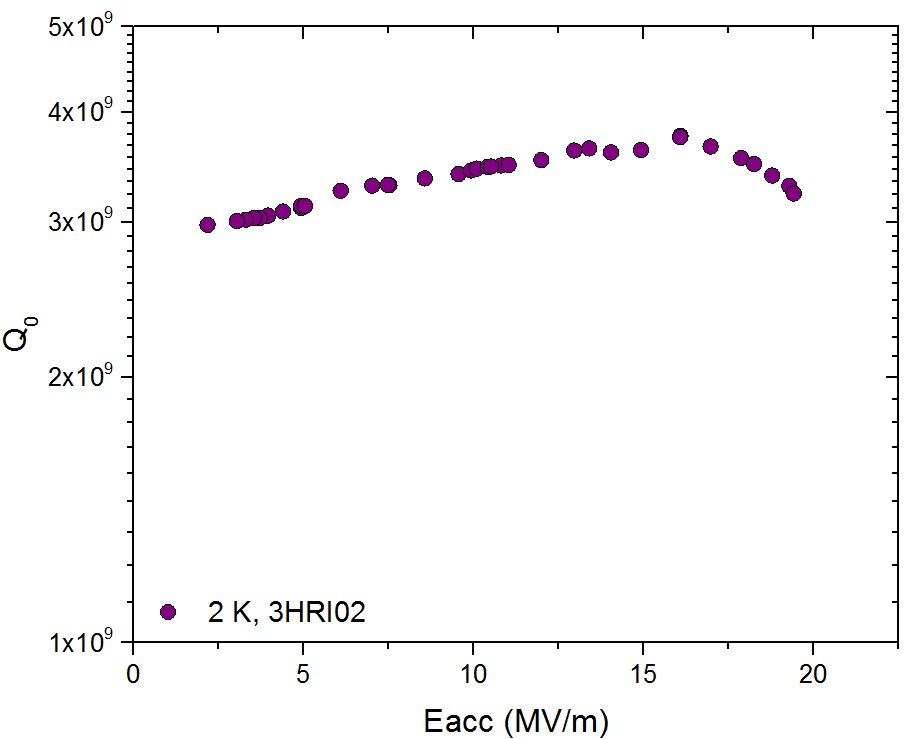 5x10⁹
4x10⁹
3x10⁹
2x10⁹
1x10⁹
Q₀
2 K, 3HRI02
0 5 10 15 20
Eacc (MV/m)